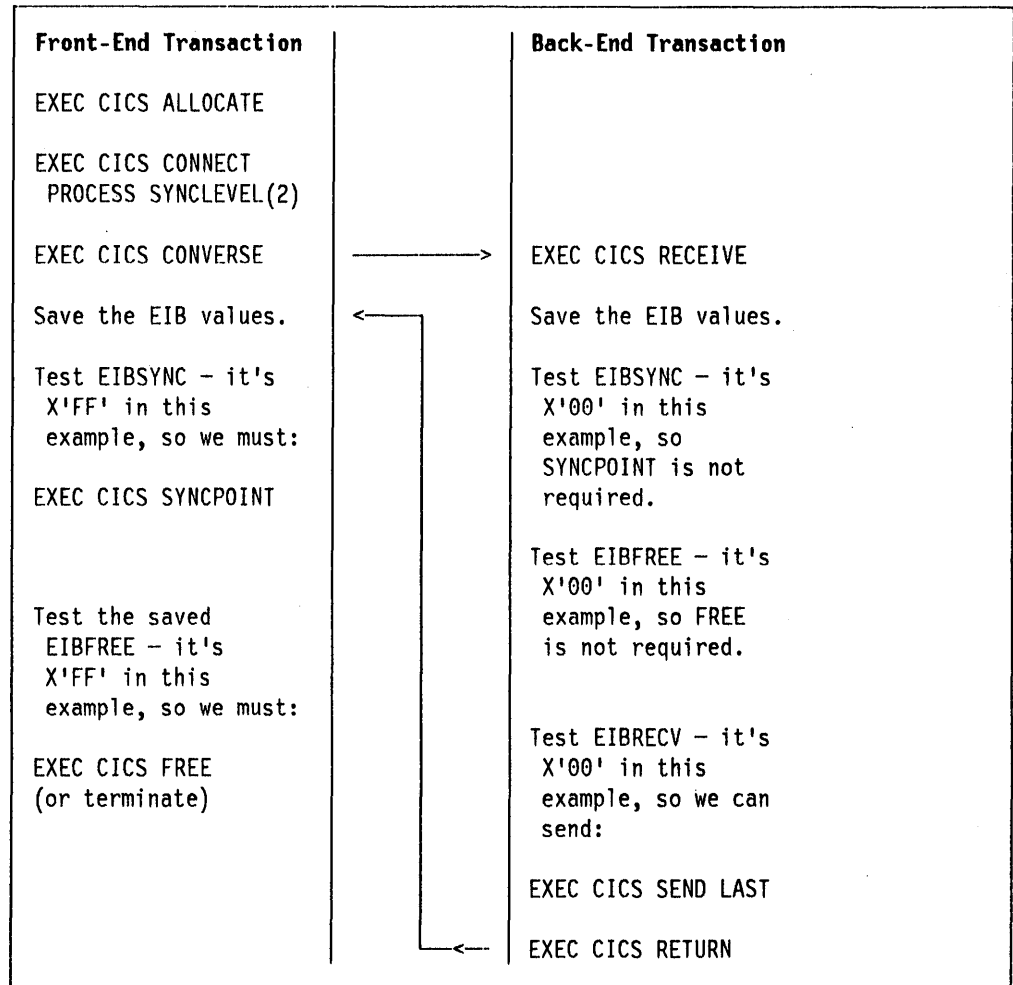 Front-End Transaction
EXEC CICS ALLOCATE
EXEC CICS CONNECT
PROCESS SYNCLEVEL(2)
EXEC CICS CONVERSE
Save the EIB values.
Test EIBSYNC — it's
X'FF' in this
example, so we must:
EXEC CICS SYNCPOINT
Test the saved
EIBFREE — it's
X'FF' in this
example, so we must:
EXEC CICS FREE
(or terminate)
Back-End Transaction
EXEC CICS RECEIVE
Save the EIB values.
Test EIBSYNC — it's
X'00' in this
example, so
SYNCPOINT is not
required.
Test EIBFREE — it's
X'00' in this
example, so FREE
is not required.
Test EIBRECV — it's
X'00' in this
example, so we can
send:
EXEC CICS SEND LAST
EXEC CICS RETURN